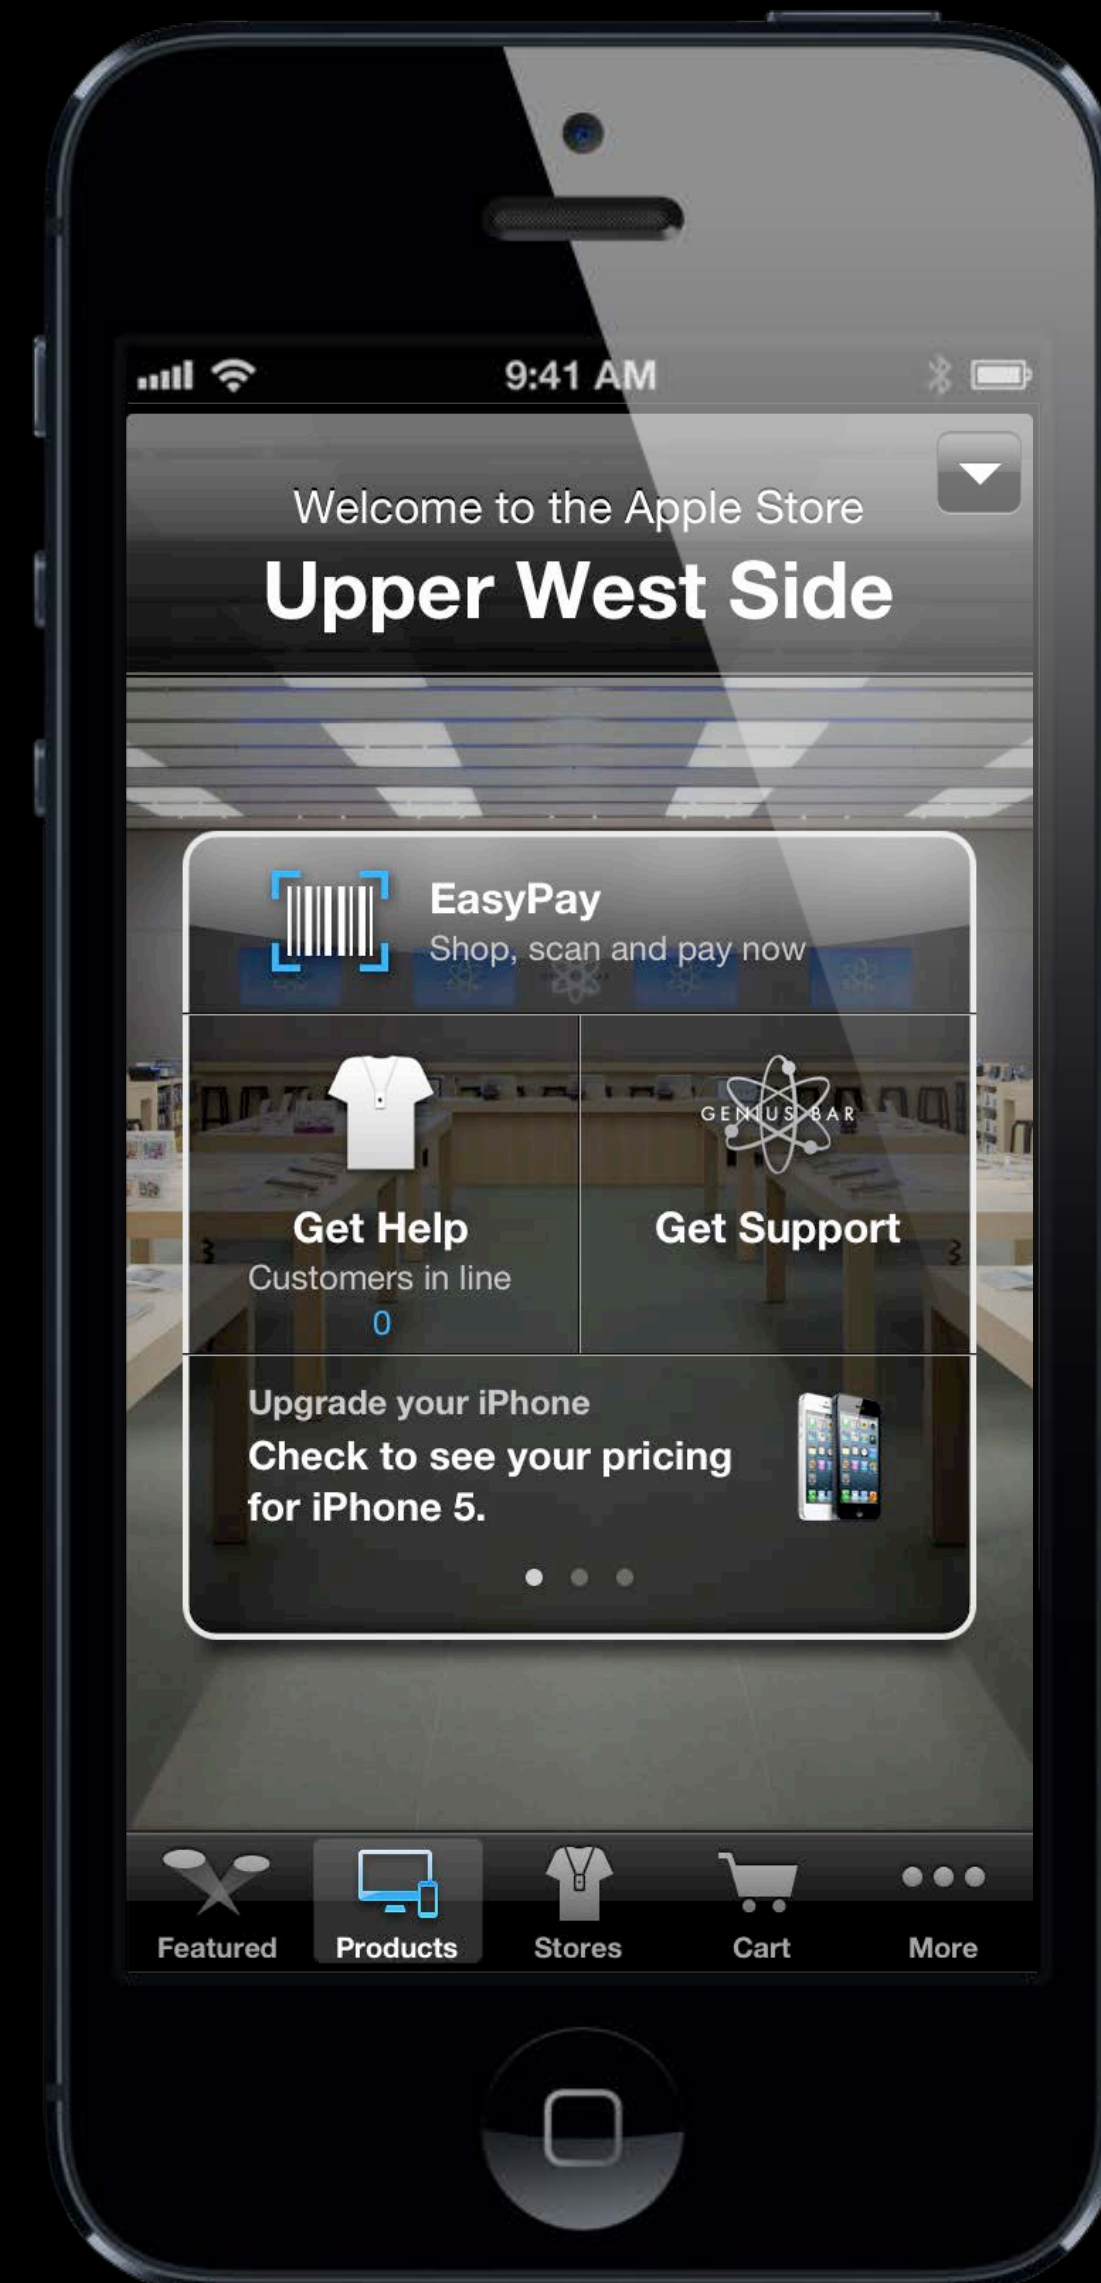 9:41 AM
Welcome to the Apple Store
Upper West Side
EasyPay
Shop, scan and pay now
GENIUS BAR
Get Help
Get Support
Customers in line
0
Upgrade your iPhone
Check to see your pricing
for iPhone 5.
Featured
Products
Stores
Cart
More